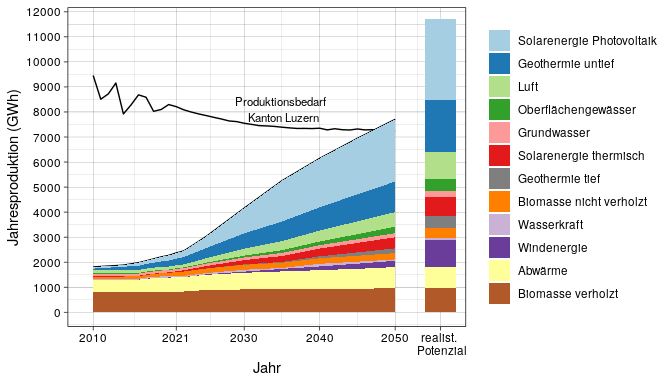 12000
11000
10000
9000
8000
7000
6000
5000
4000
3000
2000
1000
0
Jahresproduktion (GWh)
Produktionsbedarf
Kanton Luzern
2010
2021
2030
2040
2050
realist.
Potenzial
Jahr
Solarenergie Photovoltaik
Geothermie untief
Luft
Oberflächengewässer
Grundwasser
Solarenergie thermisch
Geothermie tief
Biomasse nicht verholzt
Wasserkraft
Windenergie
Abwärme
Biomasse verholzt